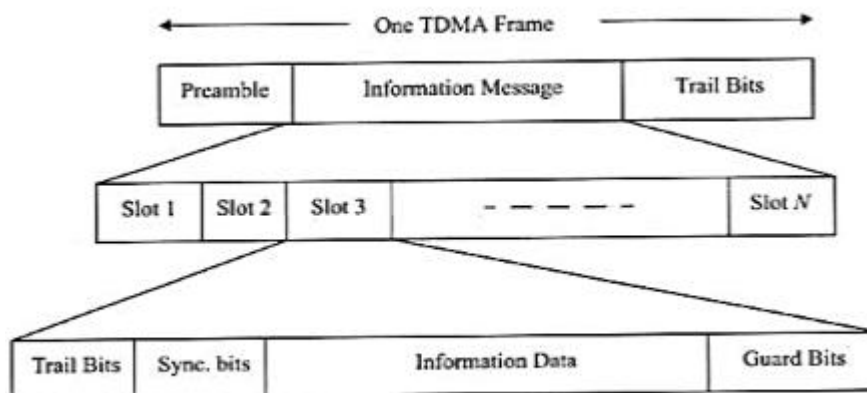 One TDMA Frame
Preamble Information Message Trail Bits
Slot 1 Slot 2 Slot 3 Slot N
Trail Bits Sync. bits Information Data Guard Bits